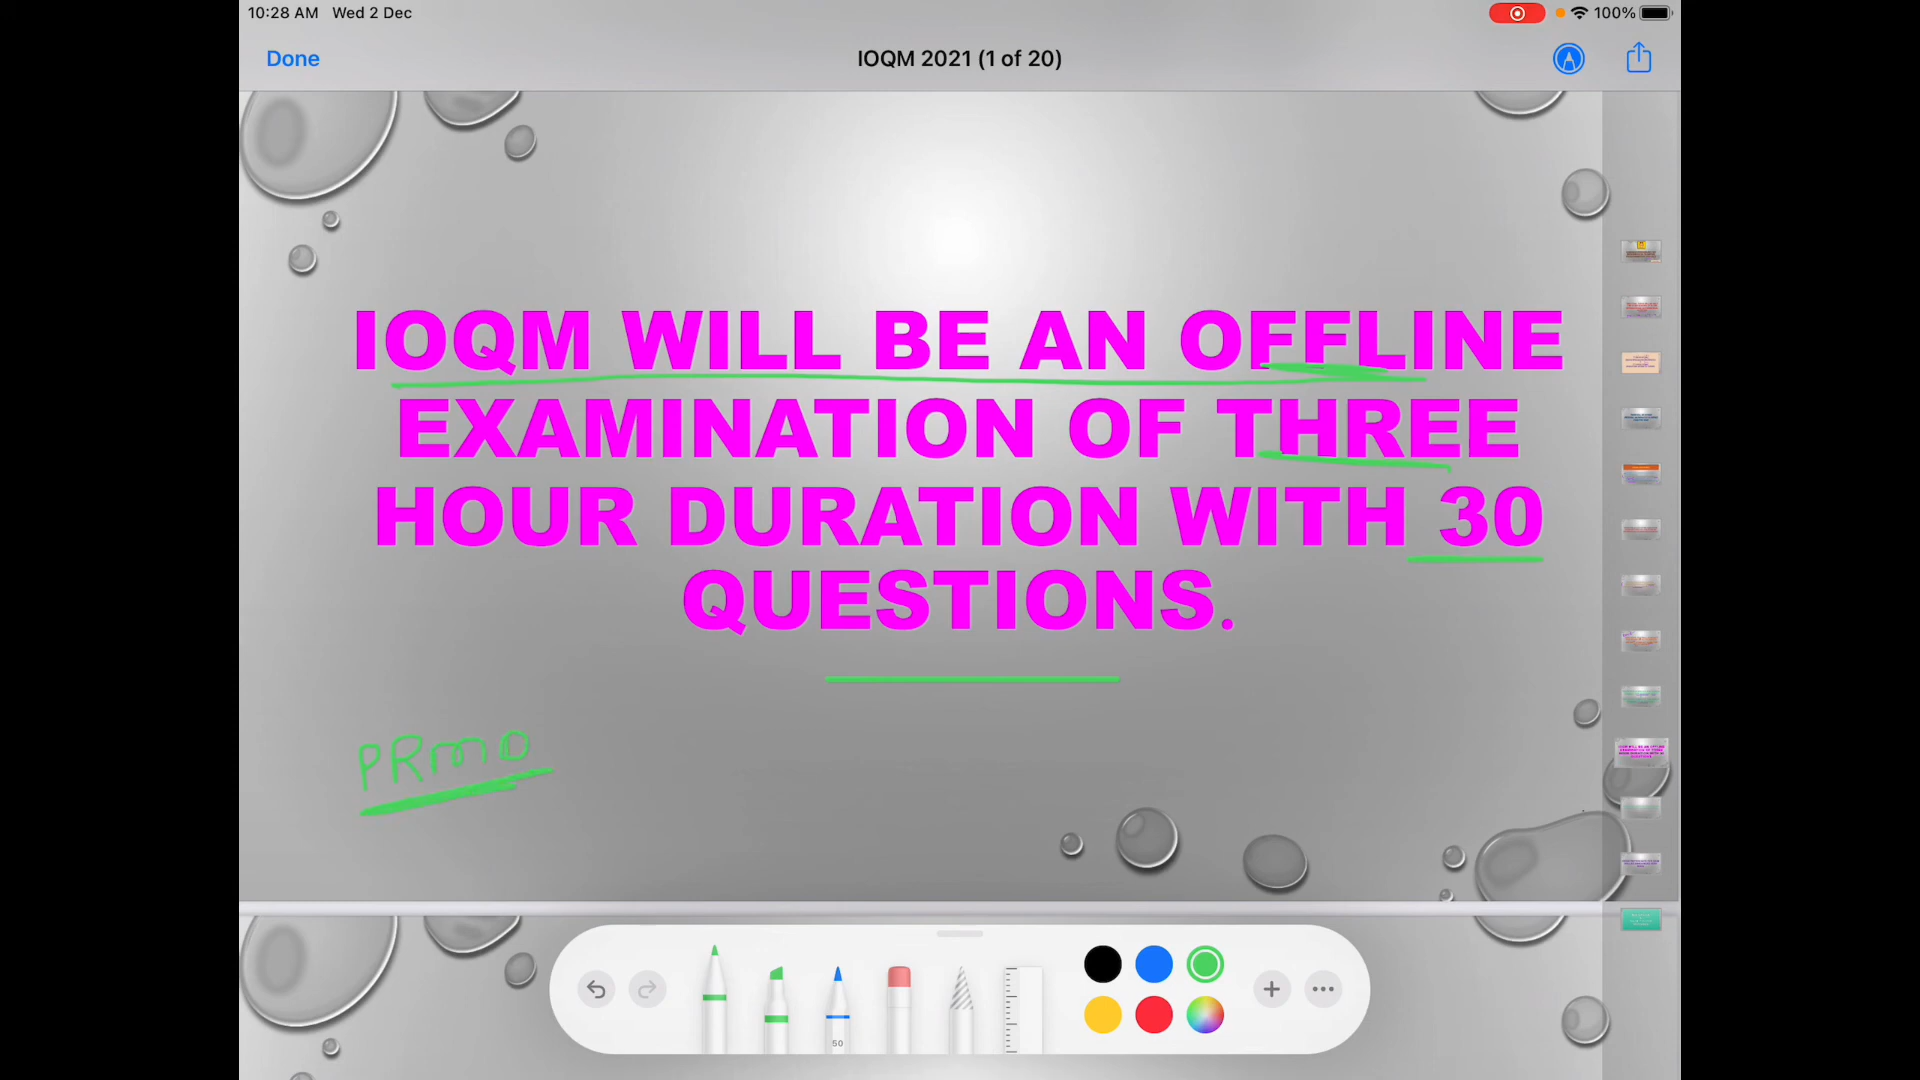 10:28 AM Wed 2 Dec
100%
Done
IOQM 2021 (1 of 20)
IOQM WILL BE AN OFFLINE
EXAMINATION OF THREE
HOUR DURATION WITH 30
QUESTIONS.
PRMO
50